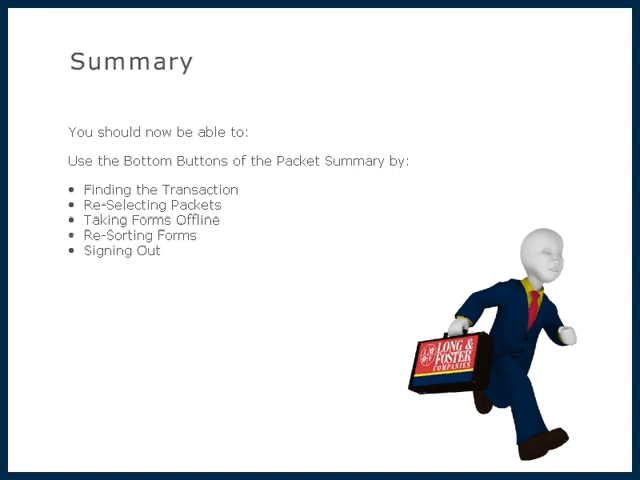 Summary
You should now be able to:
Use the Bottom Buttons of the Packet Summary by:
• Finding the Transaction
• Re-Selecting Packets
• Taking Forms Offline
• Re-Sorting Forms
• Signing Out
LONG &
FOSTER
COMPANIES